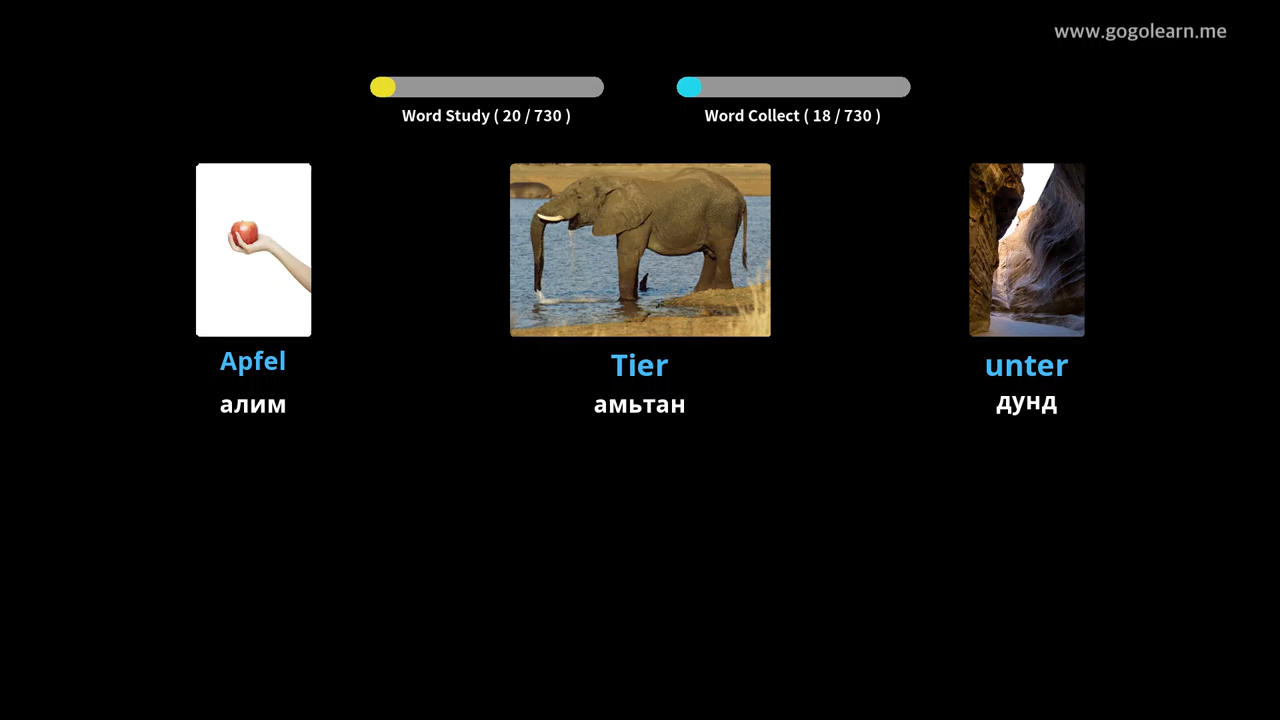 www.gogolearn.me
Word Study ( 20 / 730 )
Word Collect ( 18 / 730 )
Apfel
алим
Tier
амьтан
unter
дунд